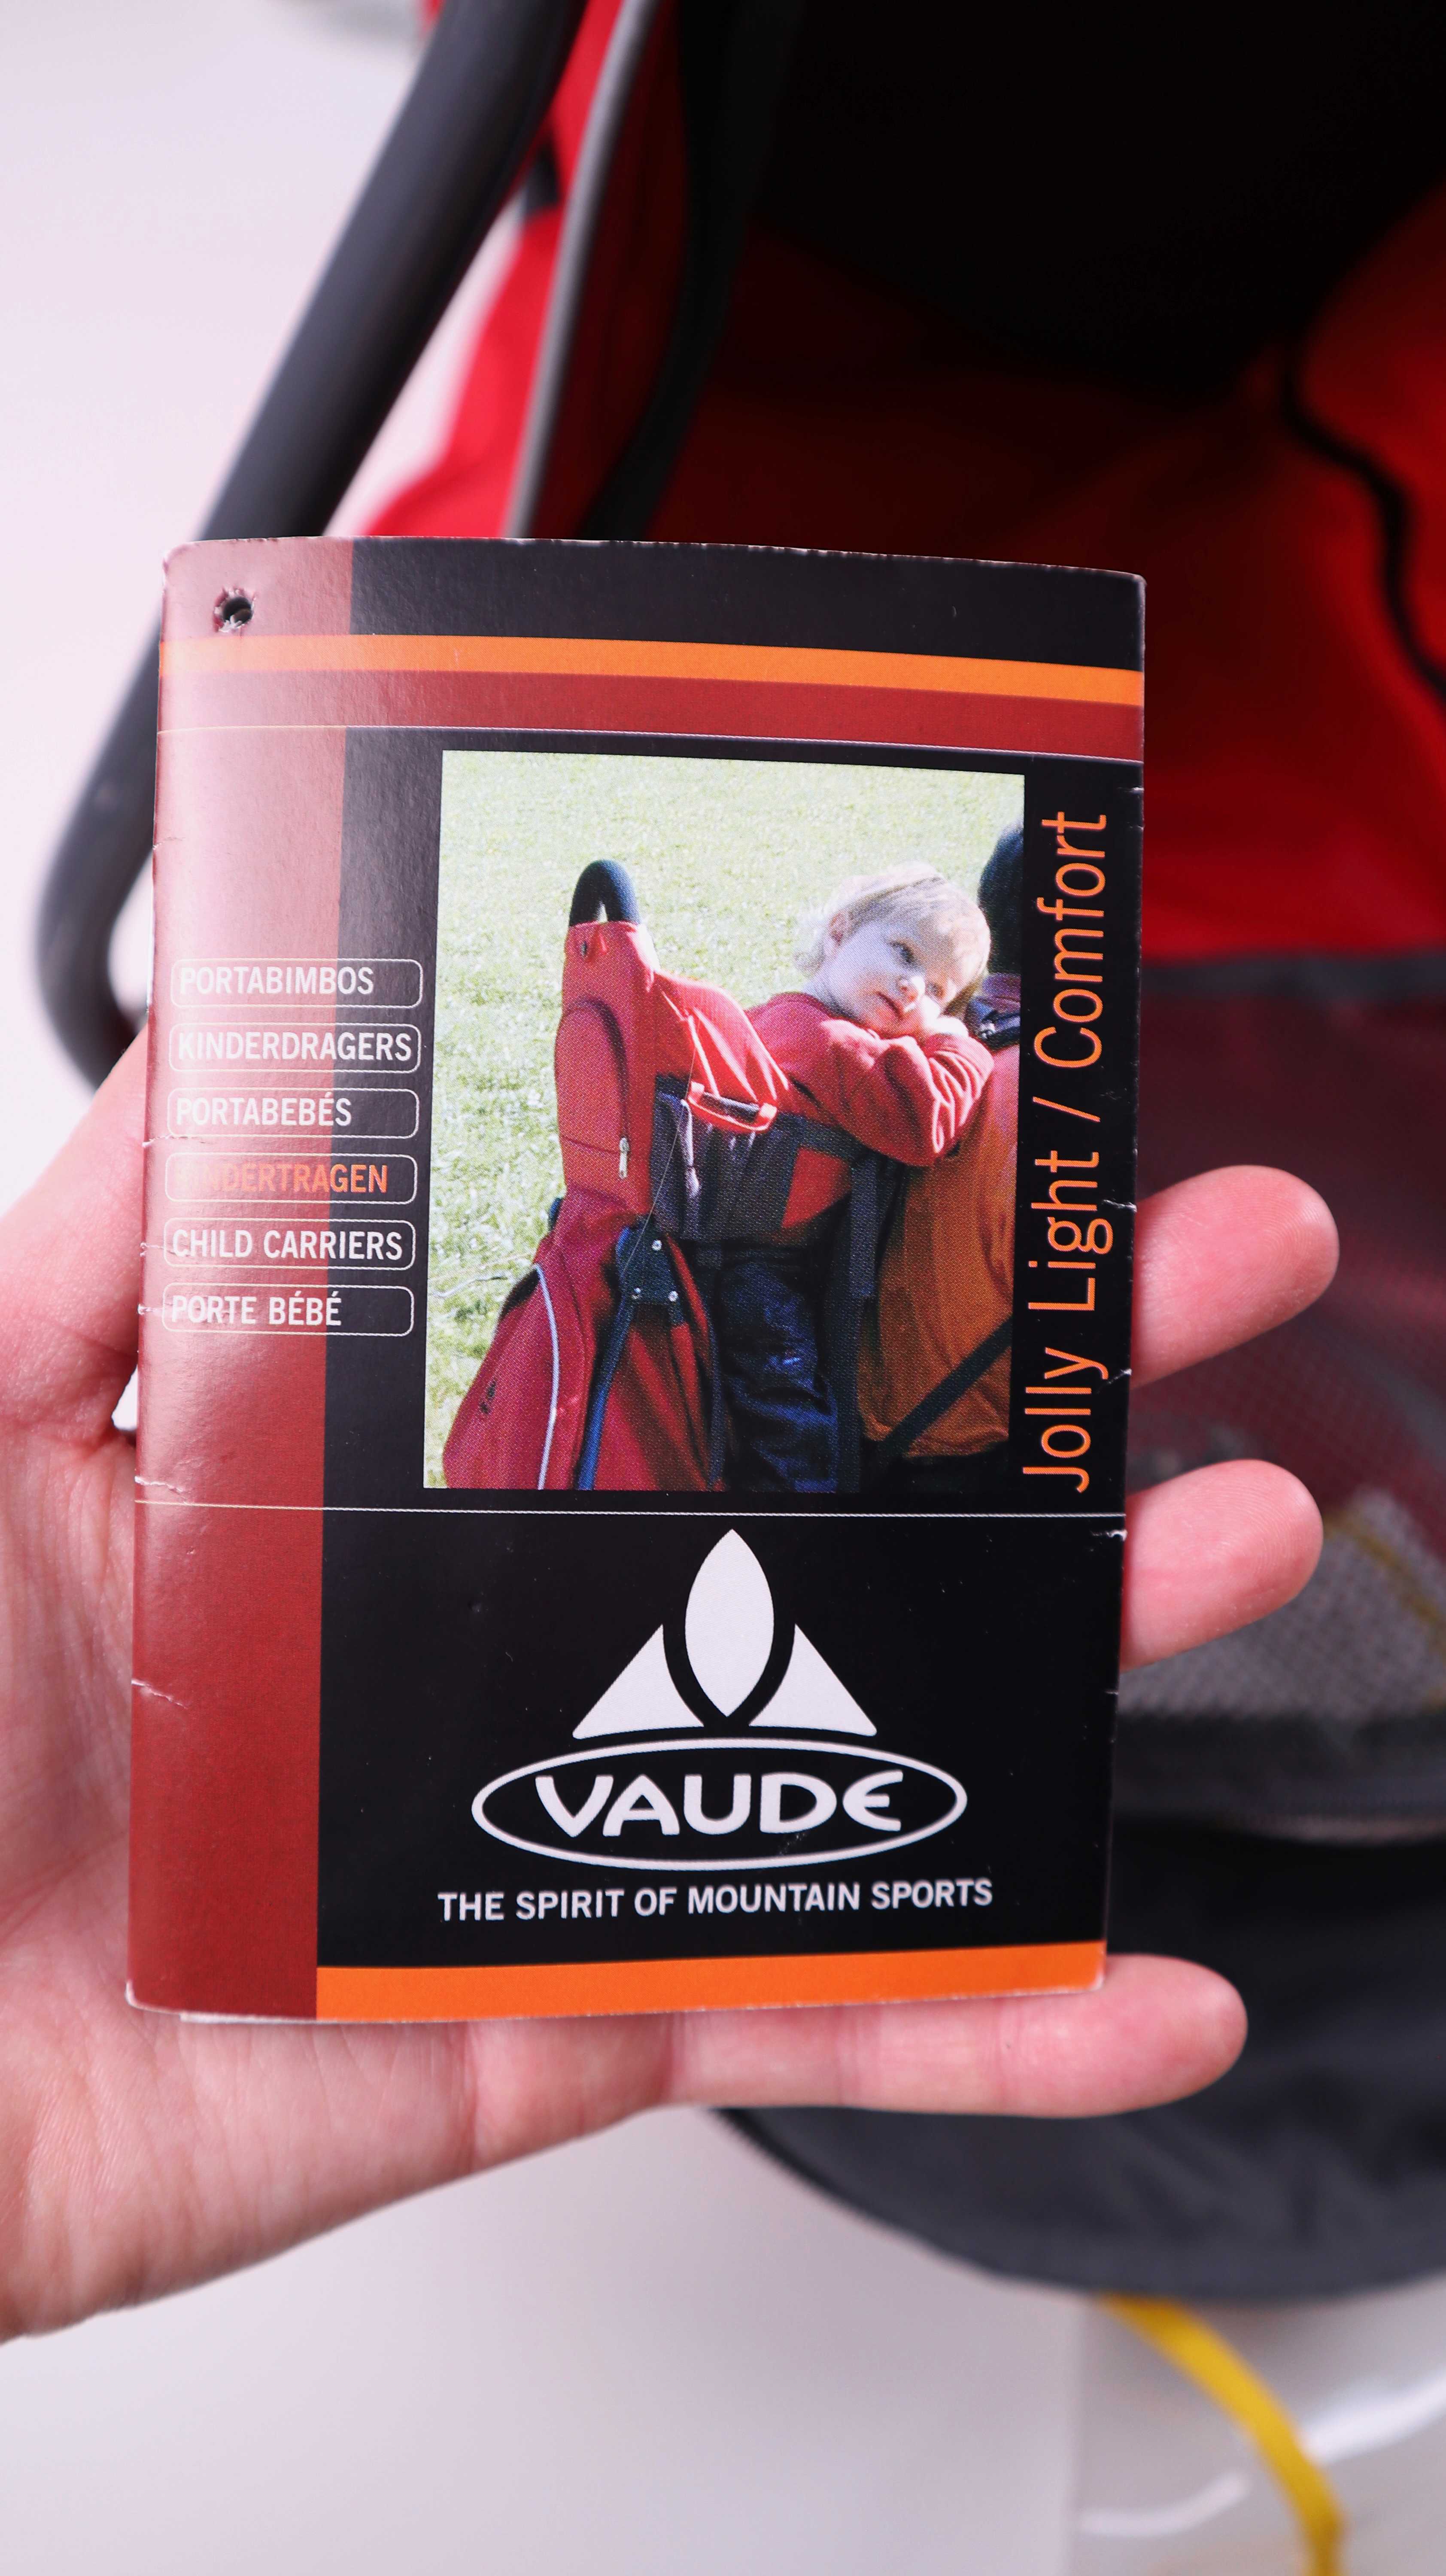 PORTABIMBOS
KINDERDRAGERS
PORTABEBÉS
KINDERTRAGEN
CHILD CARRIERS
PORTE BÉBÉ
Jolly Light / Comfort
VAUDE
THE SPIRIT OF MOUNTAIN SPORTS